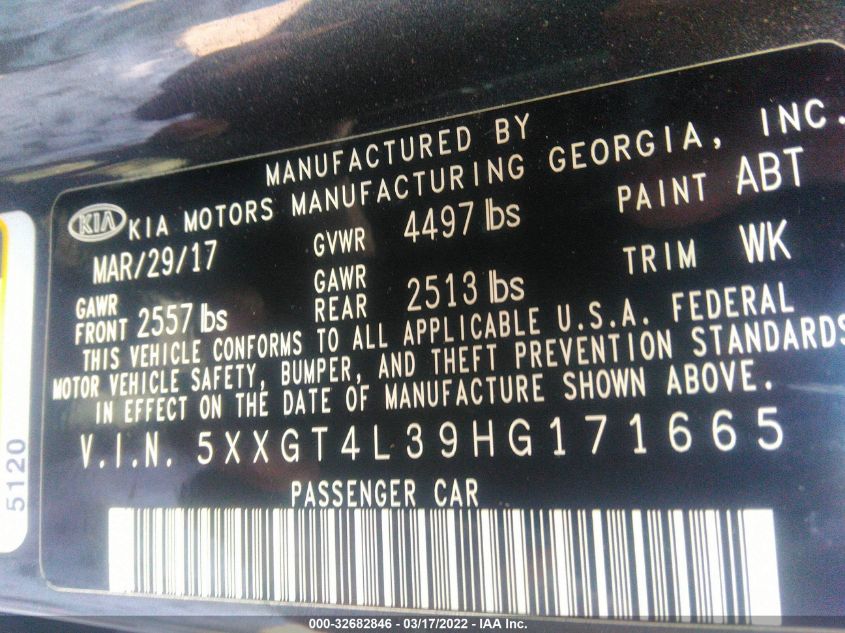 MANUFACTURED BY
KIA KIA MOTORS MANUFACTURING GEORGIA, INC.
MAR/29/17 GVWR 4497 lbs PAINT ABT
GAWR FRONT 2557 lbs GAWR REAR 2513 lbs TRIM WK
THIS VEHICLE CONFORMS TO ALL APPLICABLE U.S.A. FEDERAL
MOTOR VEHICLE SAFETY, BUMPER, AND THEFT PREVENTION STANDARDS
IN EFFECT ON THE DATE OF MANUFACTURE SHOWN ABOVE.
V.I.N. 5XXGT4L39HG171665
PASSENGER CAR
5120
000-32682846 - 03/17/2022 - IAA Inc.